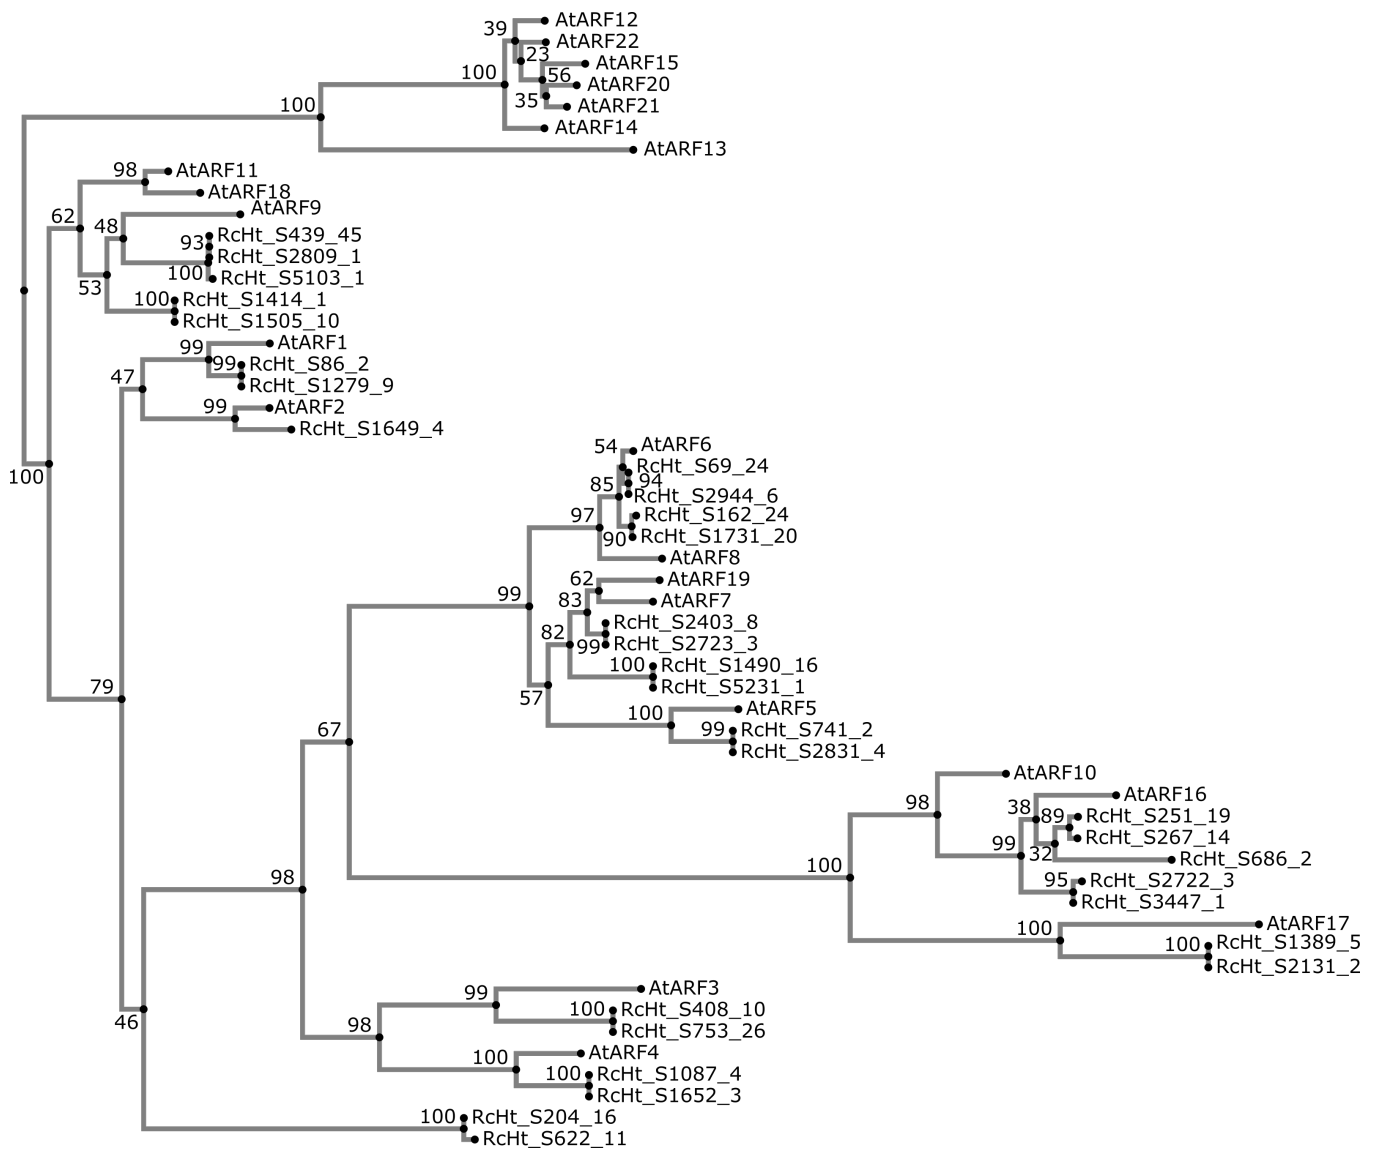 AtARF12
39
AtARF22
23
AtARF15
100
56
AtARF20
35
AtARF21
100
AtARF14
AtARF13
98
AtARF11
AtARF18
AtARF9
62
48
RcHt_S439_45
93
RcHt_S2809_1
100
RcHt_S5103_1
53
100
RcHt_S1414_1
RcHt_S1505_10
AtARF1
99
99
RcHt_S86_2
47
RcHt_S1279_9
99
AtARF2
RcHt_S1649_4
54
AtARF6
RcHt_S69_24
100
85
94
RcHt_S2944_6
97
RcHt_S162_24
90
RcHt_S1731_20
AtARF8
62
AtARF19
99
83
AtARF7
RcHt_S2403_8
82
99
RcHt_S2723_3
100
RcHt_S1490_16
79
57
RcHt_S5231_1
100
AtARF5
67
99
RcHt_S741_2
RcHt_S2831_4
AtARF10
AtARF16
98
38
89
RcHt_S251_19
RcHt_S267_14
99
32
RcHt_S686_2
98
100
95
RcHt_S2722_3
RcHt_S3447_1
100
AtARF17
100
RcHt_S1389_5
RcHt_S2131_2
99
AtARF3
100
RcHt_S408_10
46
98
RcHt_S753_26
100
AtARF4
100
RcHt_S1087_4
RcHt_S1652_3
100
RcHt_S204_16
RcHt_S622_11